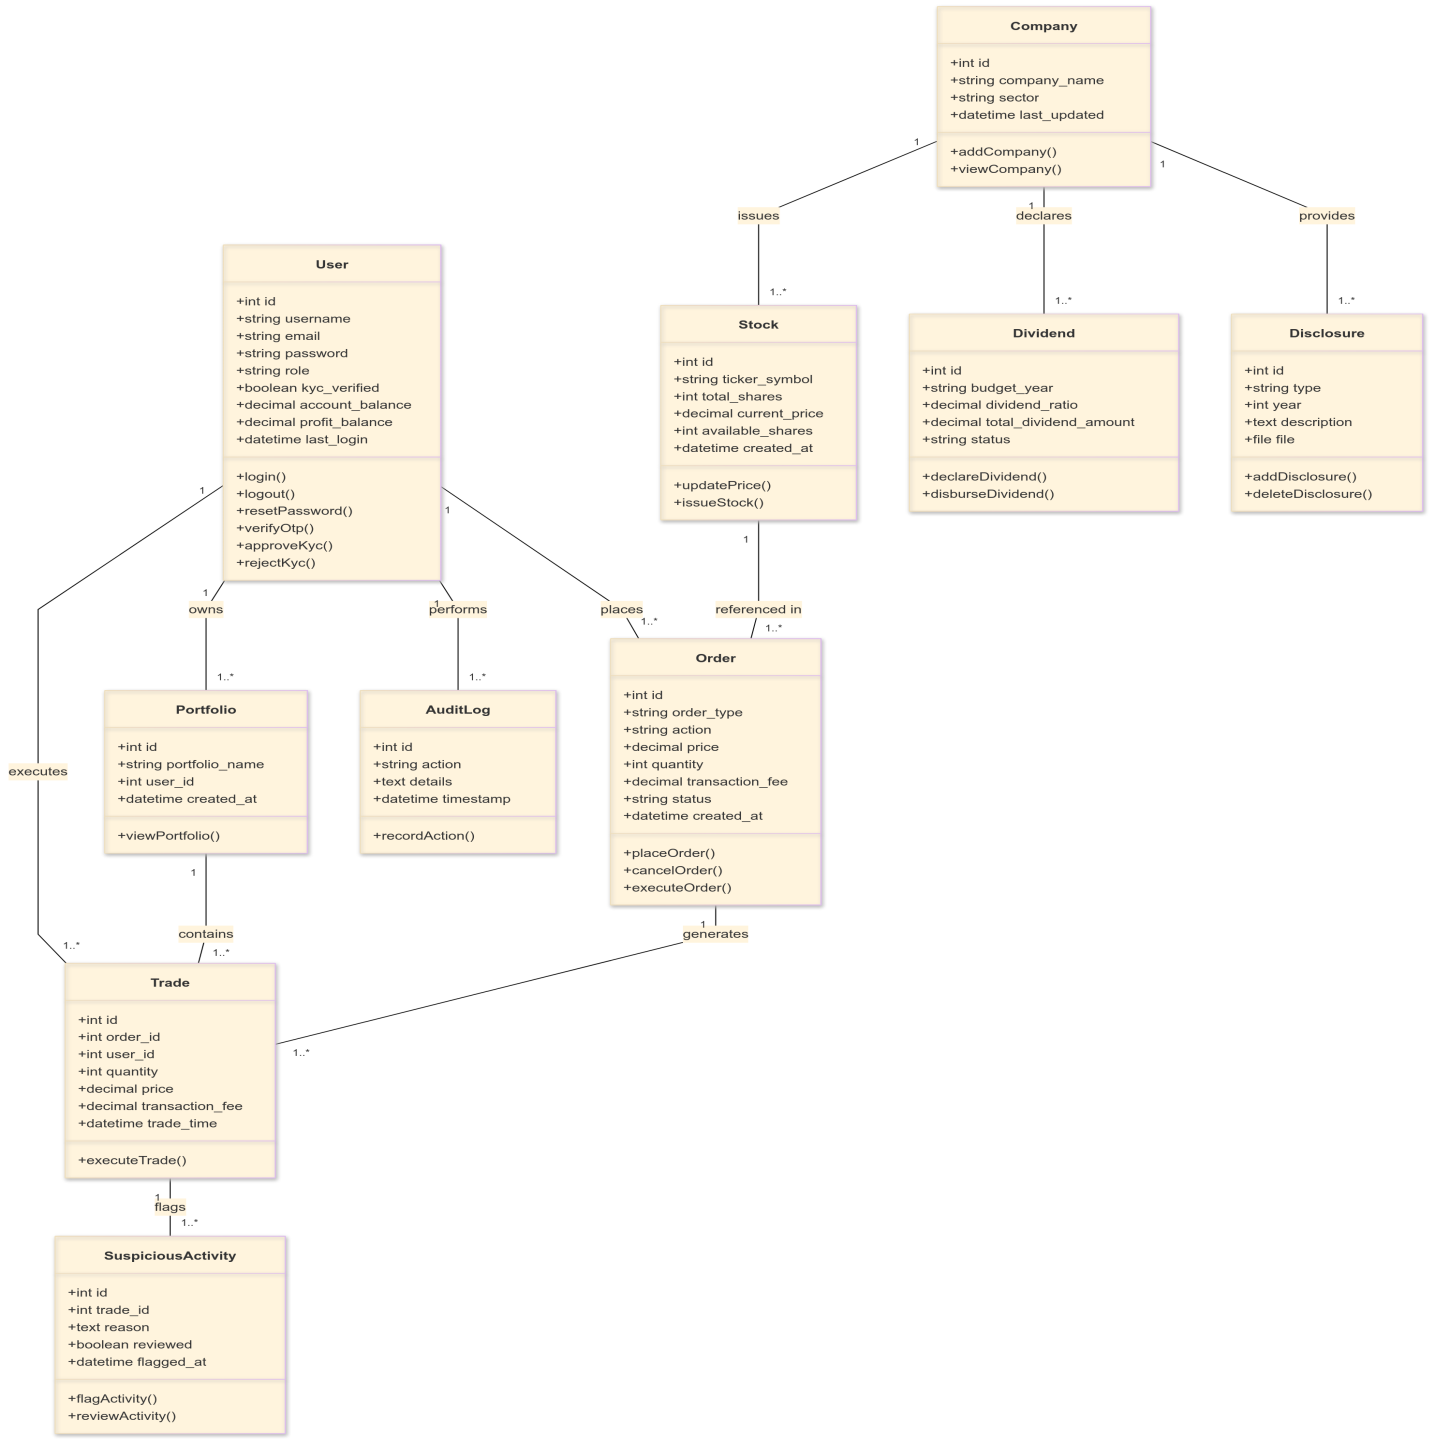 Company
+int id
+string company_name
+string sector
+datetime last_updated
+addCompany()
+viewCompany()
1
1
1
issues
declares
provides
1..*
1..*
1..*
User
+int id
+string username
+string email
+string password
+string role
+boolean kyc_verified
+decimal account_balance
+decimal profit_balance
+datetime last_login
+login()
+logout()
+resetPassword()
+verifyOtp()
+approveKyc()
+rejectKyc()
Stock
+int id
+string ticker_symbol
+int total_shares
+decimal current_price
+int available_shares
+datetime created_at
+updatePrice()
+issueStock()
Dividend
+int id
+string budget_year
+decimal dividend_ratio
+decimal total_dividend_amount
+string status
+declareDividend()
+disburseDividend()
Disclosure
+int id
+string type
+int year
+text description
+file file
+addDisclosure()
+deleteDisclosure()
1
1
1
1
1
owns
performs
places
referenced in
1..*
1..*
1..*
1..*
executes
Portfolio
+int id
+string portfolio_name
+int user_id
+datetime created_at
+viewPortfolio()
AuditLog
+int id
+string action
+text details
+datetime timestamp
+recordAction()
Order
+int id
+string order_type
+string action
+decimal price
+int quantity
+decimal transaction_fee
+string status
+datetime created_at
+placeOrder()
+cancelOrder()
+executeOrder()
1
1
contains
generates
1..*
1..*
1..*
Trade
+int id
+int order_id
+int user_id
+int quantity
+decimal price
+decimal transaction_fee
+datetime trade_time
+executeTrade()
1
flags
1..*
SuspiciousActivity
+int id
+int trade_id
+text reason
+boolean reviewed
+datetime flagged_at
+flagActivity()
+reviewActivity()